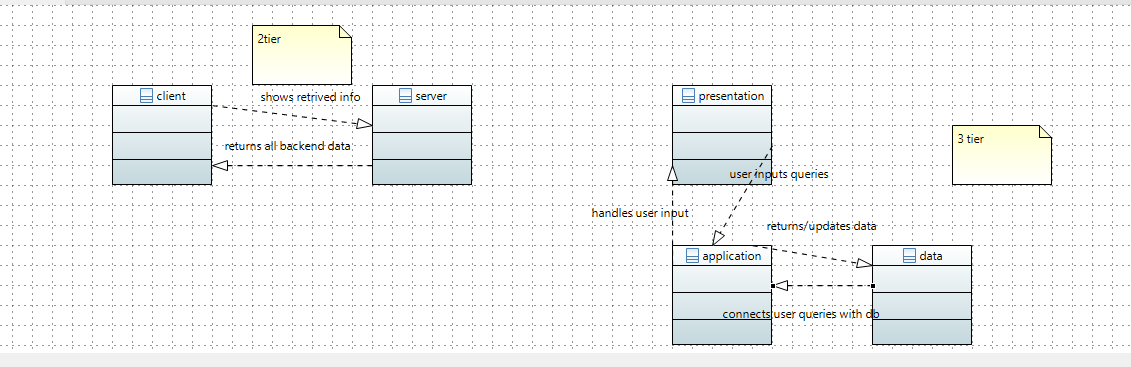 2tier
client
shows retrived info
server
returns all backend data
presentation
3 tier
user inputs queries
handles user input
returns/updates data
application
data
connects user queries with db